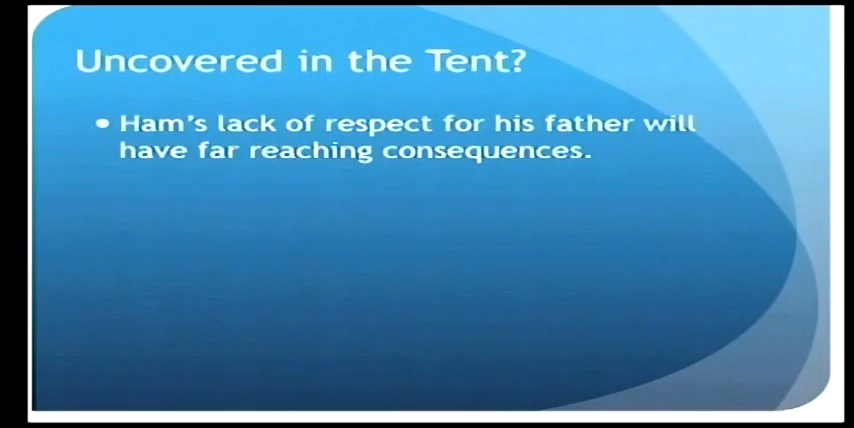 Uncovered in the Tent?
• Ham's lack of respect for his father will
have far reaching consequences.